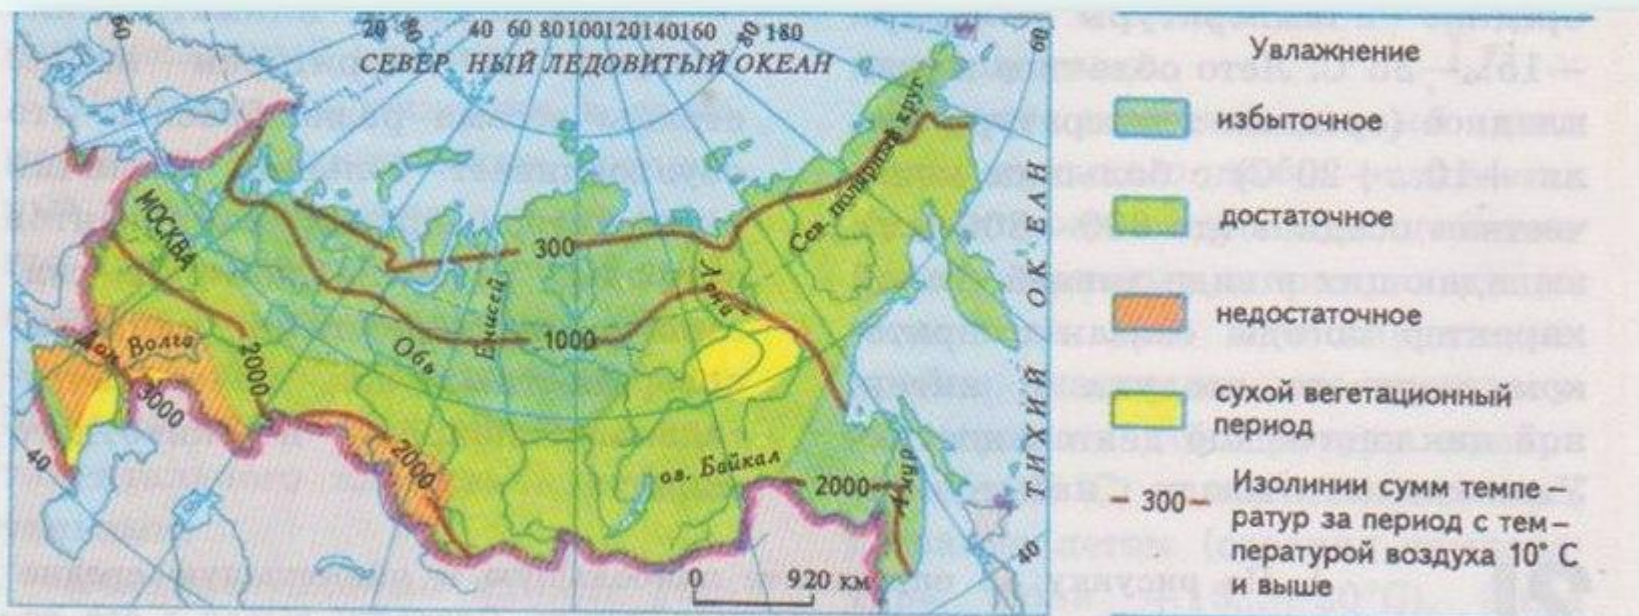 60
20 80 40 60 80 100 120 140 160 80 180
60
СЕВЕР НЫЙ ЛЕДОВИТЫЙ ОКЕАН
Сев. полярный круг
МОСКВА
300
Лена
Енисей
1000
Обь
Дон
Волга
2000
3000
2000
40
оз. Байкал
2000
Амур
ТИХИЙ ОКЕАН
40
0 920 км
Увлажнение
избыточное
достаточное
недостаточное
сухой вегетационный
период
300
Изолинии сумм темпе-
ратур за период с тем-
пературой воздуха 10° С
и выше